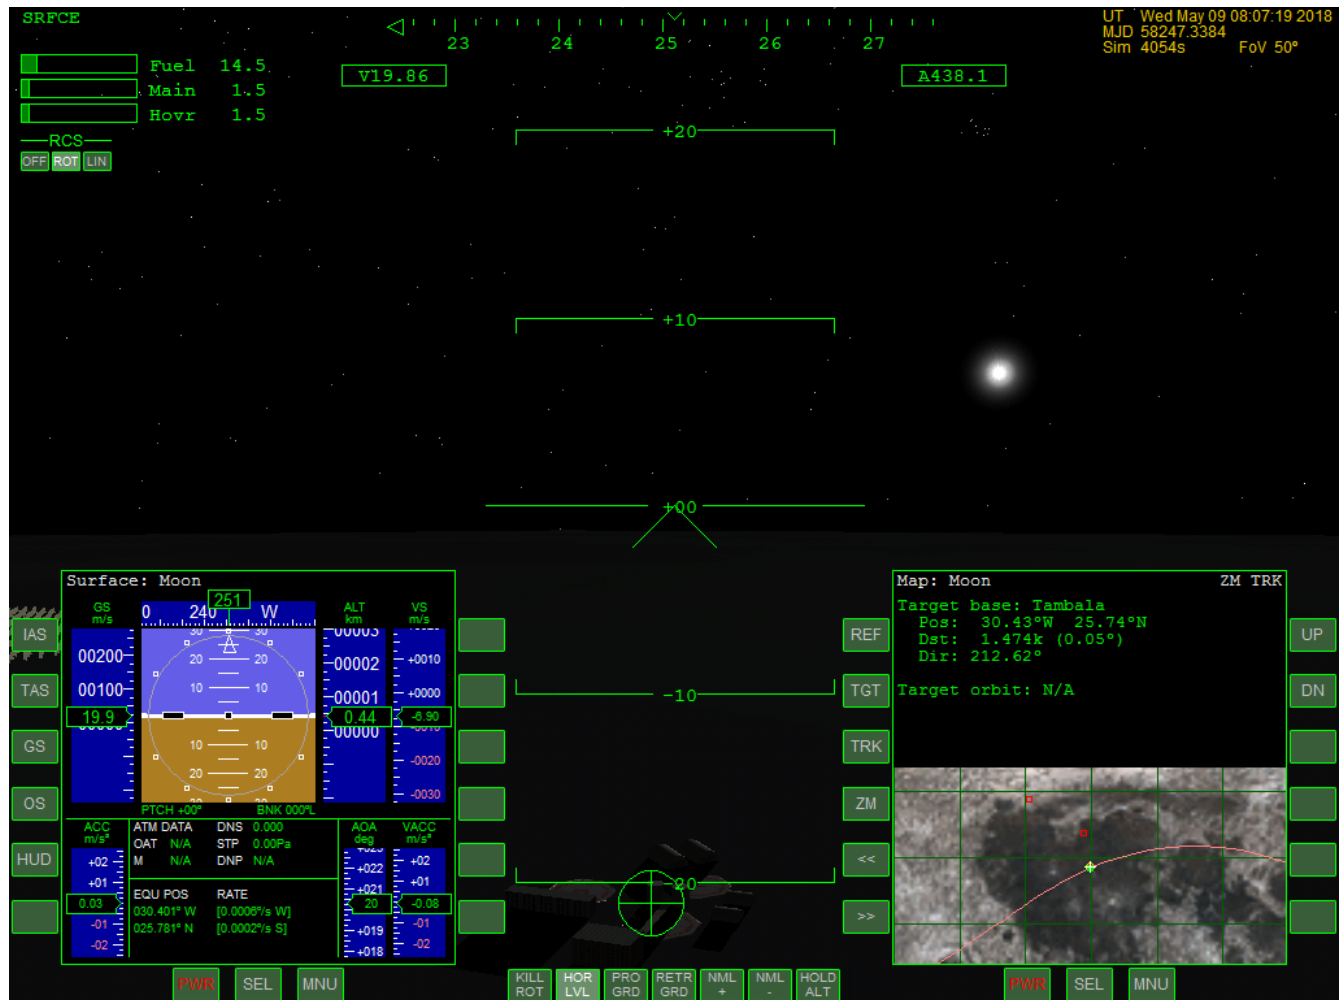 SRFCE
UT Wed May 09 08:07:19 2018
MJD 58247.3384
Sim 4054s FoV 50°
23 24 25 26 27
Fuel 14.5
Main 1.5
Hovr 1.5
V19.86
A438.1
RCS
OFF ROT LIN
+20
+10
+00
-10
-20
Surface: Moon
GS
m/s
0 240 W
251
ALT
km
VS
m/s
30 30
20 20
10 10
10 10
20 20
00200
00100
19.9
00003
00002
00001
0.44
00000
+0010
+0000
-6.90
-0010
-0020
-0030
PTCH +00° BNK 000°L
ACC
m/s²
+02
+01
0.03
-01
-02
ATM DATA DNS 0.000
OAT N/A STP 0.00Pa
M N/A DNP N/A
EQU POS RATE
030.401° W [0.0006°/s W]
025.781° N [0.0002°/s S]
AOA
deg
+022
+021
20
+019
+018
VACC
m/s²
+02
+01
-0.08
-01
-02
IAS
TAS
GS
OS
HUD
PWR SEL MNU
KILL ROT
HOR LVL
PRO GRD
RETR GRD
NML +
NML -
HOLD ALT
Map: Moon ZM TRK
Target base: Tambala
Pos: 30.43°W 25.74°N
Dst: 1.474k (0.05°)
Dir: 212.62°
Target orbit: N/A
REF
TGT
TRK
ZM
<<
>>
UP
DN
PWR SEL MNU